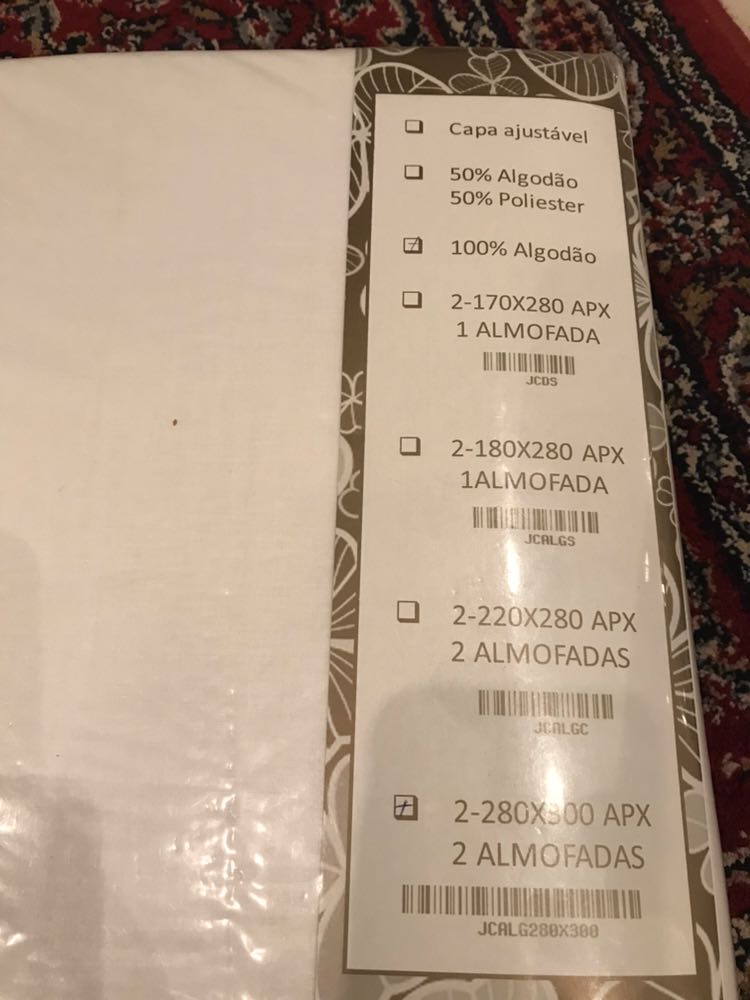 Capa ajustável
50% Algodão
50% Poliester
100% Algodão
2-170X280 APX
1 ALMOFADA
JCDS
2-180X280 APX
1ALMOFADA
JCALGS
2-220X280 APX
2 ALMOFADAS
JCALGC
2-280X300 APX
2 ALMOFADAS
JCALG280X300